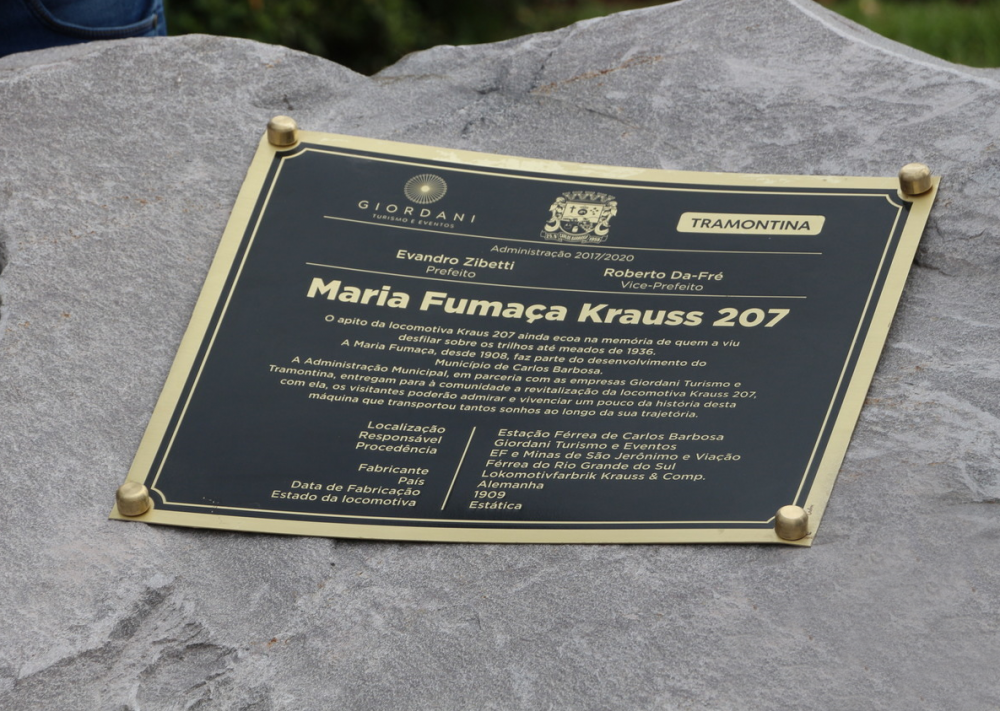 GIORDANI
TURISMO E EVENTOS
TRAMONTINA
Administração 2017/2020
Evandro Zibetti
Prefeito
Roberto Da-Fré
Vice-Prefeito
Maria Fumaça Krauss 207
O apito da locomotiva Kraus 207 ainda ecoa na memória de quem a viu
desfilar sobre os trilhos até meados de 1936.
A Maria Fumaça, desde 1908, faz parte do desenvolvimento do
Município de Carlos Barbosa.
A Administração Municipal, em parceria com as empresas Giordani Turismo e
Tramontina, entregam para à comunidade a revitalização da locomotiva Krauss 207,
com ela, os visitantes poderão admirar e vivenciar um pouco da história desta
máquina que transportou tantos sonhos ao longo da sua trajetória.
Localização Estação Férrea de Carlos Barbosa
Responsável Giordani Turismo e Eventos
Procedência EF e Minas de São Jerônimo e Viação
Férrea do Rio Grande do Sul
Fabricante Lokomotivfarbrik Krauss & Comp.
País Alemanha
Data de Fabricação 1909
Estado da locomotiva Estática